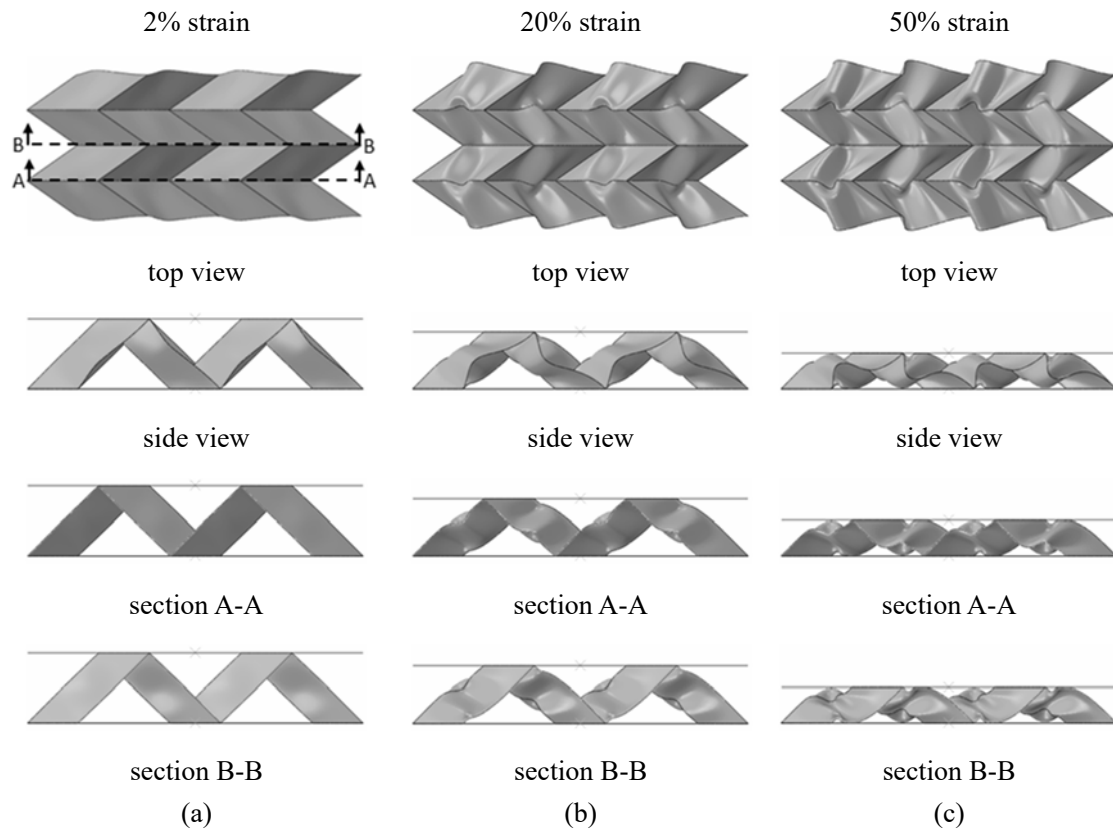 2% strain 20% strain 50% strain
B B
A A
top view top view top view
side view side view side view
section A-A section A-A section A-A
section B-B section B-B section B-B
(a) (b) (c)